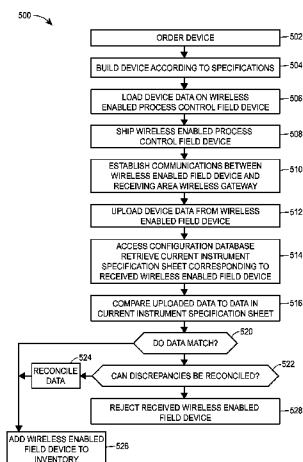 500
ORDER DEVICE
502
BUILD DEVICE ACCORDING TO SPECIFICATIONS
504
LOAD DEVICE DATA ON WIRELESS
ENABLED PROCESS CONTROL FIELD DEVICE
506
SHIP WIRELESS ENABLED PROCESS
CONTROL FIELD DEVICE
508
ESTABLISH COMMUNICATIONS BETWEEN
WIRELESS ENABLED FIELD DEVICE AND
RECEIVING AREA WIRELESS GATEWAY
510
UPLOAD DEVICE DATA FROM WIRELESS
ENABLED FIELD DEVICE
512
ACCESS CONFIGURATION DATABASE
RETRIEVE CURRENT INSTRUMENT
SPECIFICATION SHEET CORRESPONDING TO
RECEIVED WIRELESS ENABLED FIELD DEVICE
514
COMPARE UPLOADED DATA TO DATA IN
CURRENT INSTRUMENT SPECIFICATION SHEET
516
DO DATA MATCH?
520
524
RECONCILE
DATA
CAN DISCREPANCIES BE RECONCILED?
522
REJECT RECEIVED WIRELESS ENABLED
FIELD DEVICE
528
ADD WIRELESS ENABLED
FIELD DEVICE TO
INVENTORY
526